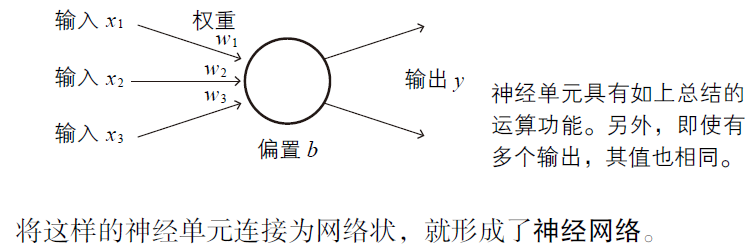 输入 x1
权重
w1
输入 x2
w2
w3
输入 x3
偏置 b
输出 y
神经单元具有如上总结的
运算功能。另外，即使有
多个输出，其值也相同。
将这样的神经单元连接为网络状，就形成了神经网络。